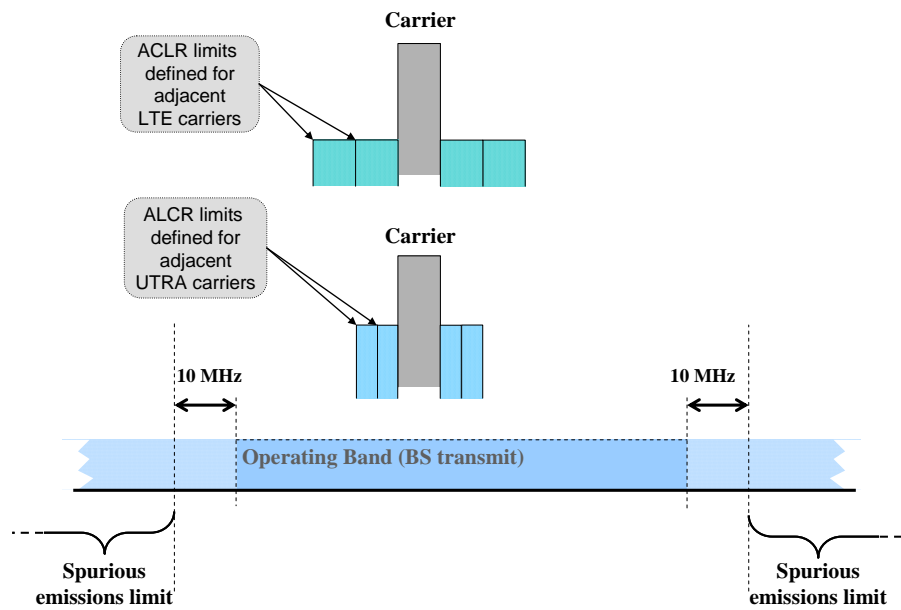 Carrier
ACLR limits
defined for
adjacent
LTE carriers
ALCR limits
defined for
adjacent
UTRA carriers
Carrier
10 MHz
10 MHz
Operating Band (BS transmit)
Spurious
emissions limit
Spurious
emissions limit